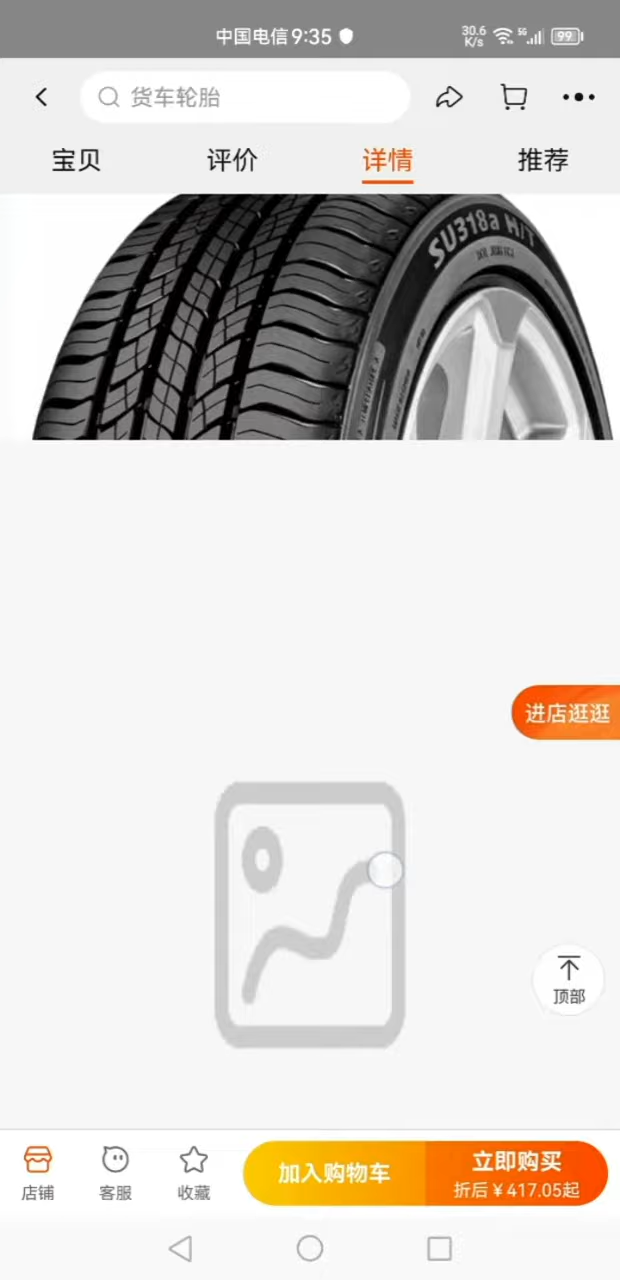 中国电信 9:35
30.6
K/s
5G
99
货车轮胎
宝贝
评价
详情
推荐
SU318a H/T
进店逛逛
顶部
店铺
客服
收藏
加入购物车
立即购买
折后¥417.05起